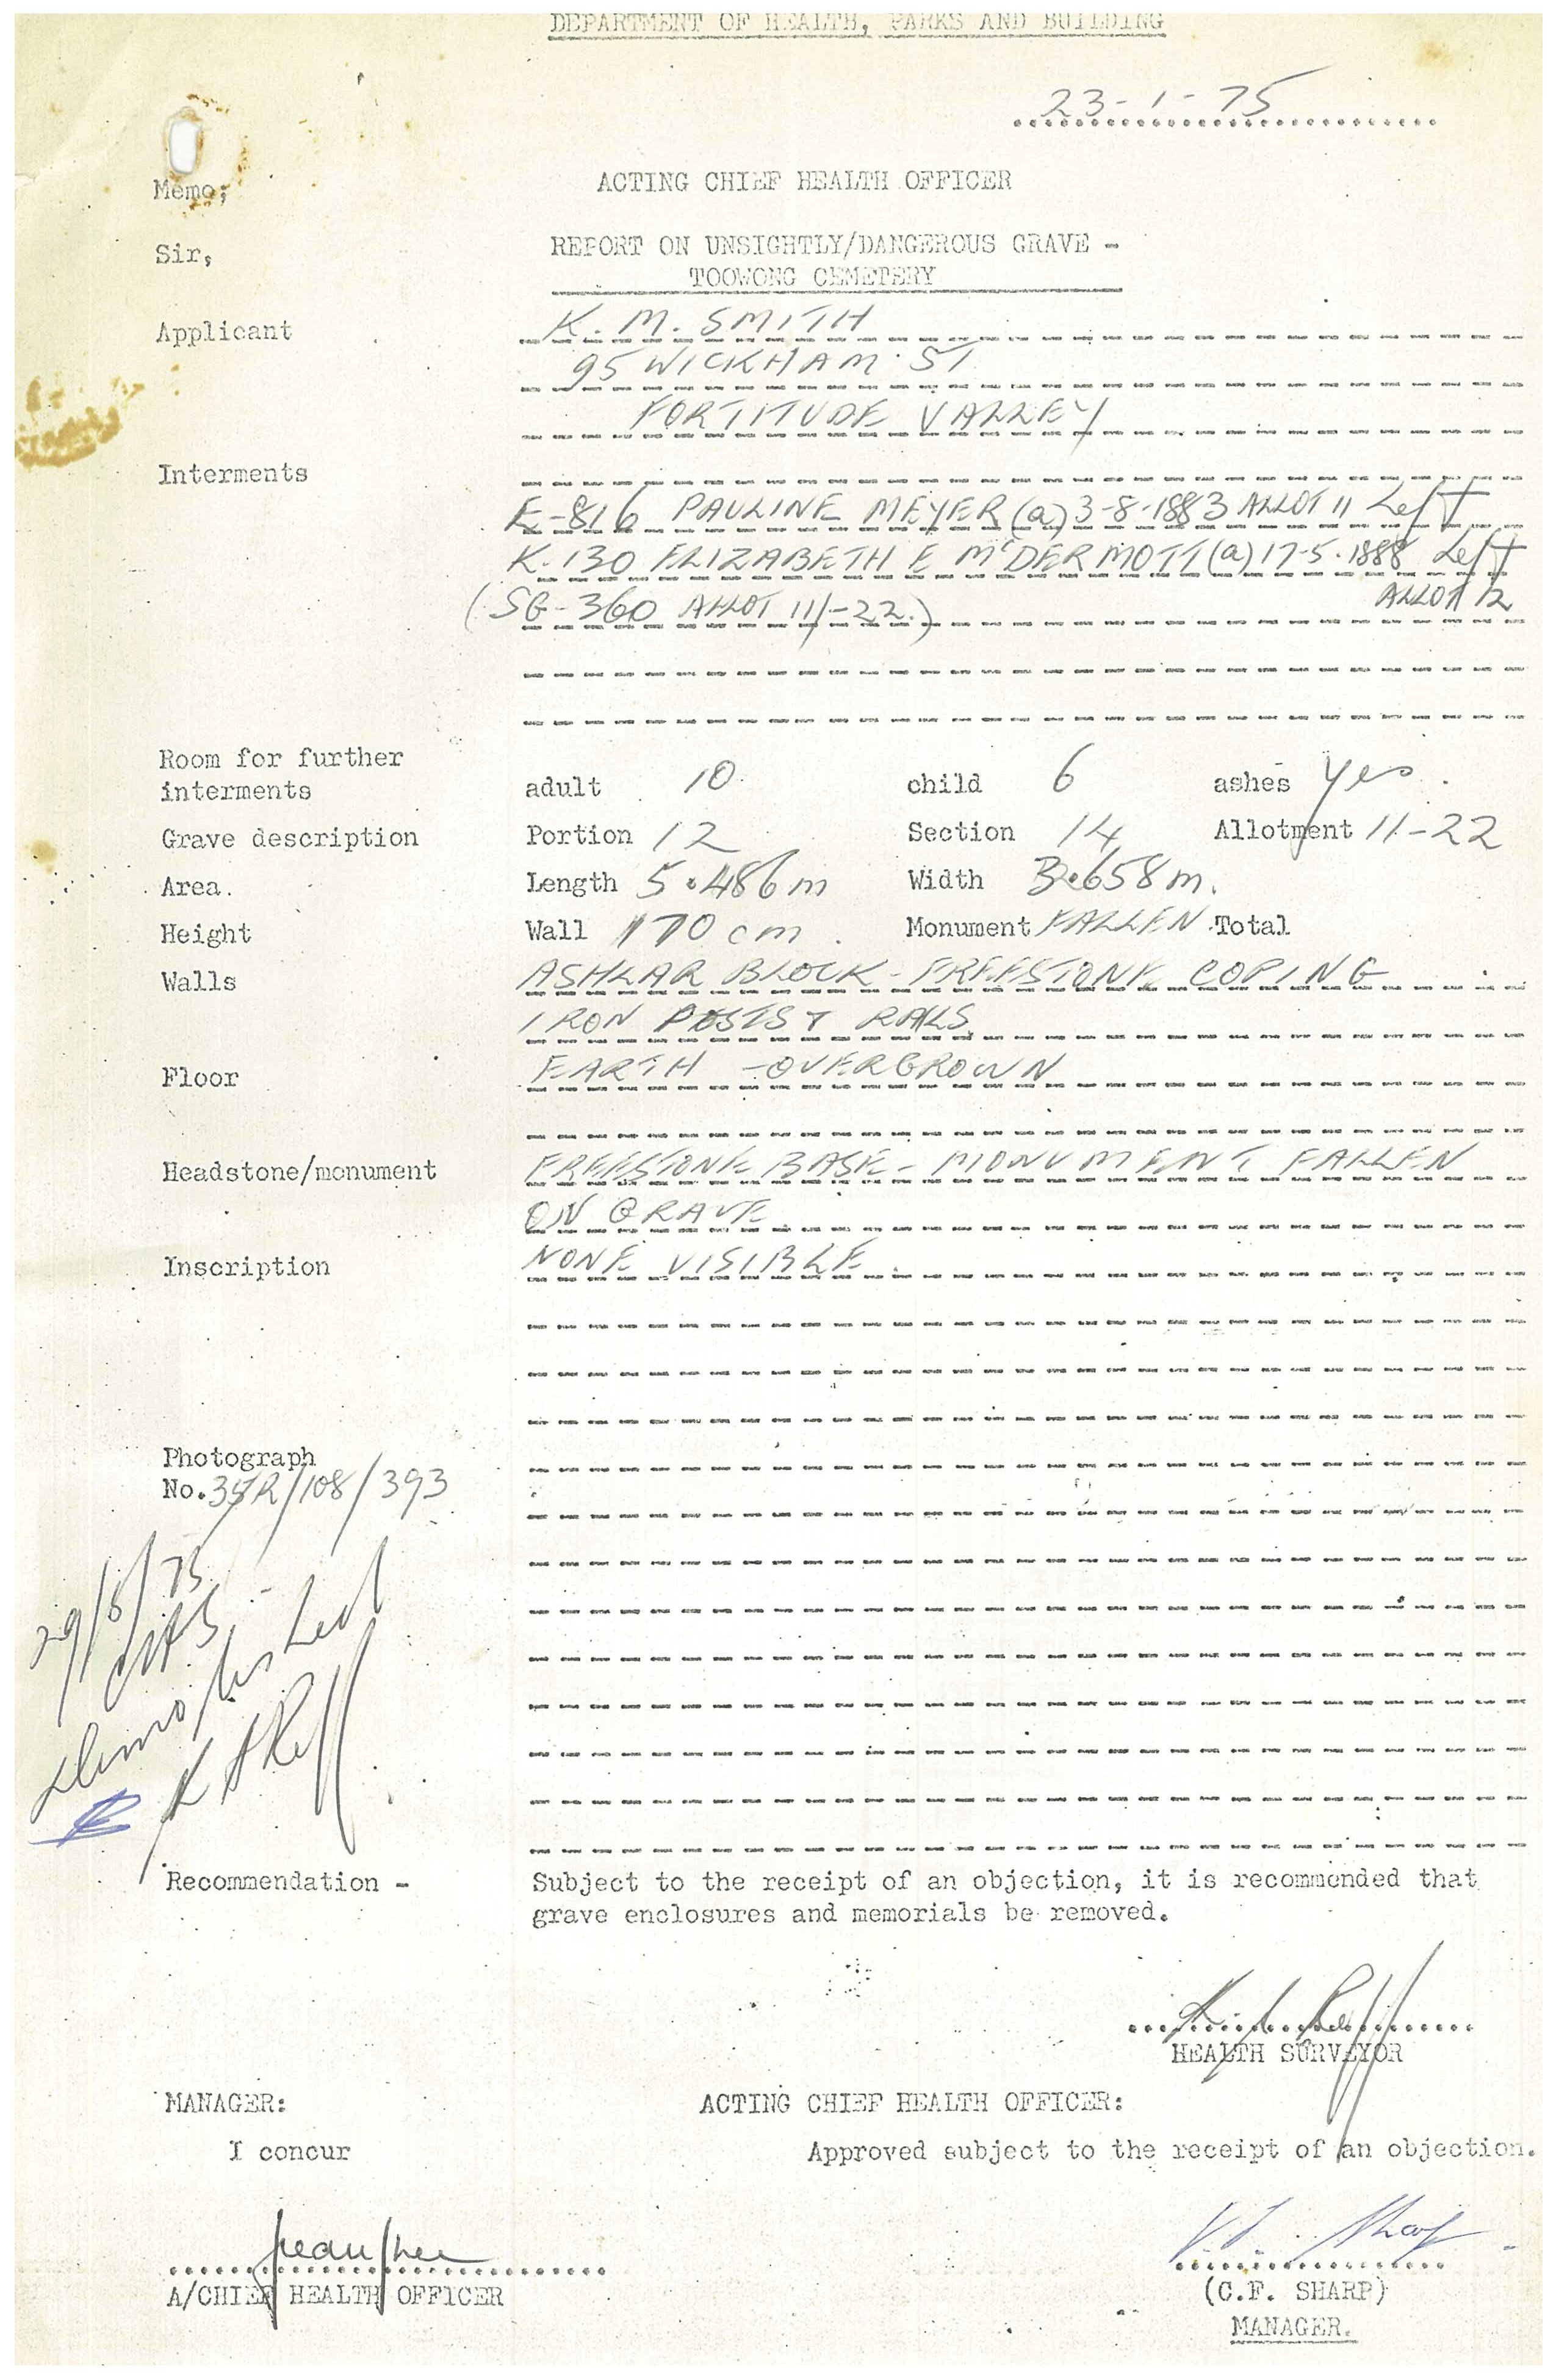 DEPARTMENT OF HEALTH, PARKS AND BUILDING
23-1-75
Memo; ACTING CHIEF HEALTH OFFICER
Sir, REPORT ON UNSIGHTLY/DANGEROUS GRAVE -
TOOWONG CEMETERY
Applicant K. M. SMITH
95 WICKHAM ST
FORTITUDE VALLEY
Interments
E-816 PAULINE MEYER (a) 3-8-1883 ALLOT 11 Left
K-130 ELIZABETH E McDERMOTT (a) 17-5-1888 Left
ALLOT 12
(SG-360 ALLOT 11/-22.)
Room for further
interments adult 10 child 6 ashes yes.
Grave description Portion 12 Section 14 Allotment 11-22
Area. Length 5.486m Width 3.658m.
Height Wall 170 cm. Monument FALLEN. Total
Walls ASHLAR BLOCK - FREESTONE COPING
IRON POSTS & RAILS
Floor EARTH - OVERGROWN
Headstone/monument FREESTONE BASE - MONUMENT FALLEN
ON GRAVE
Inscription NONE VISIBLE.
Photograph
No. 35R/108/393
75
Demolished
Recommendation - Subject to the receipt of an objection, it is recommended that
grave enclosures and memorials be removed.
HEALTH SURVEYOR
MANAGER: ACTING CHIEF HEALTH OFFICER:
I concur Approved subject to the receipt of an objection.
A/CHIEF HEALTH OFFICER
(C.F. SHARP)
MANAGER.